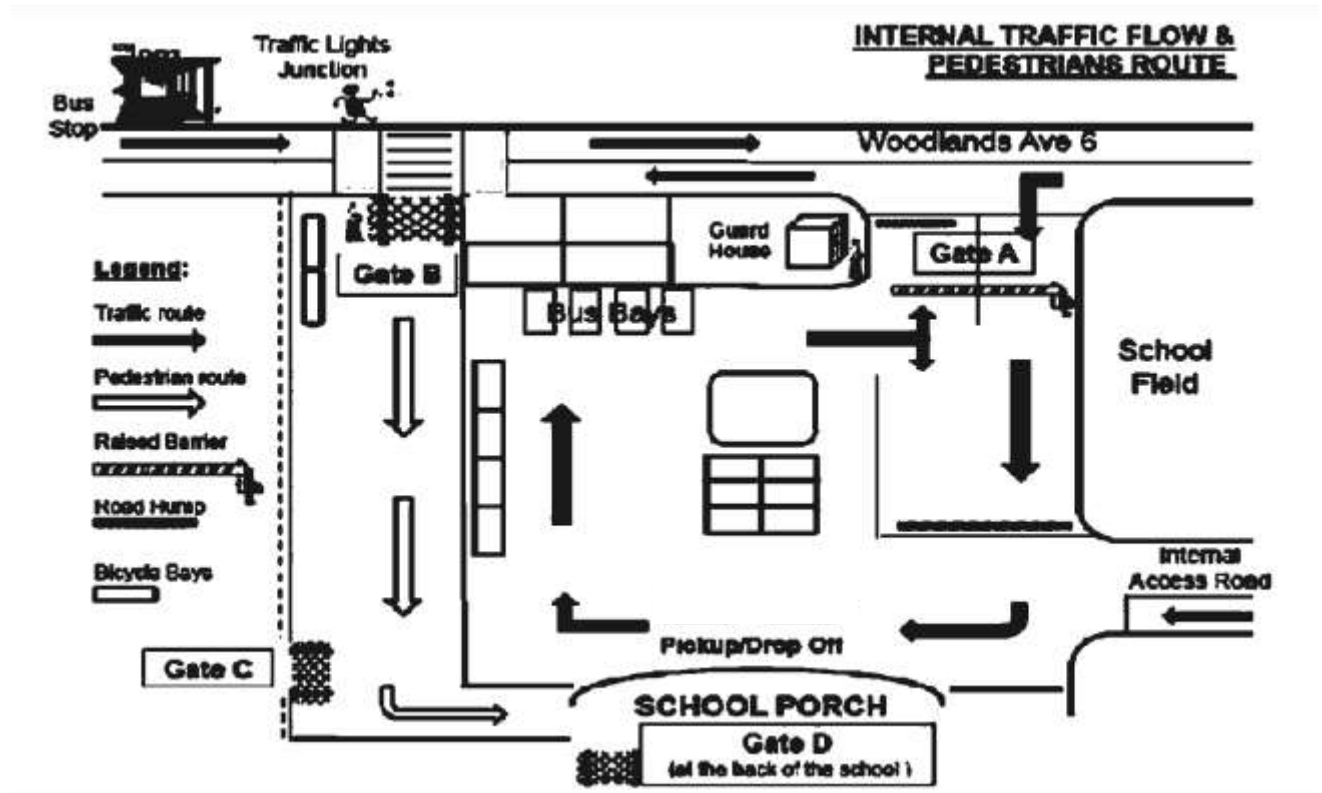 INTERNAL TRAFFIC FLOW &
PEDESTRIANS ROUTE
Traffic Lights
Junction
Bus
Stop
Woodlands Ave 6
Guard
House
Gate A
Gate B
Legend:
Traffic route
Pedestrian route
Raised Barrier
Road Hump
Bicycle Bays
Bus Bays
School
Field
Internal
Access Road
Pickup/Drop Off
Gate C
SCHOOL PORCH
Gate D
(at the back of the school)